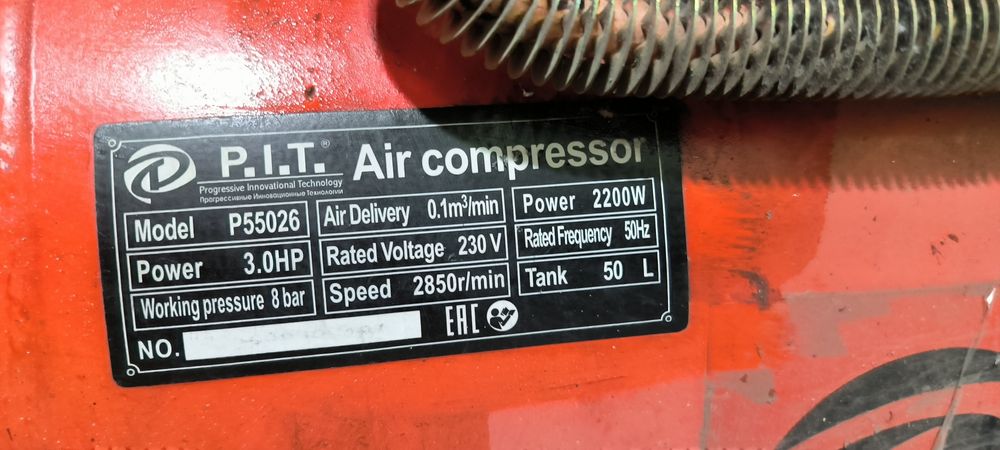 P.I.T.® Air compressor
Progressive Innovational Technology
Прогрессивные Инновационные Технологии
Model P55026
Air Delivery 0.1m³/min
Power 2200W
Power 3.0HP
Rated Voltage 230 V
Rated Frequency 50Hz
Working pressure 8 bar
Speed 2850r/min
Tank 50 L
NO.
EAC